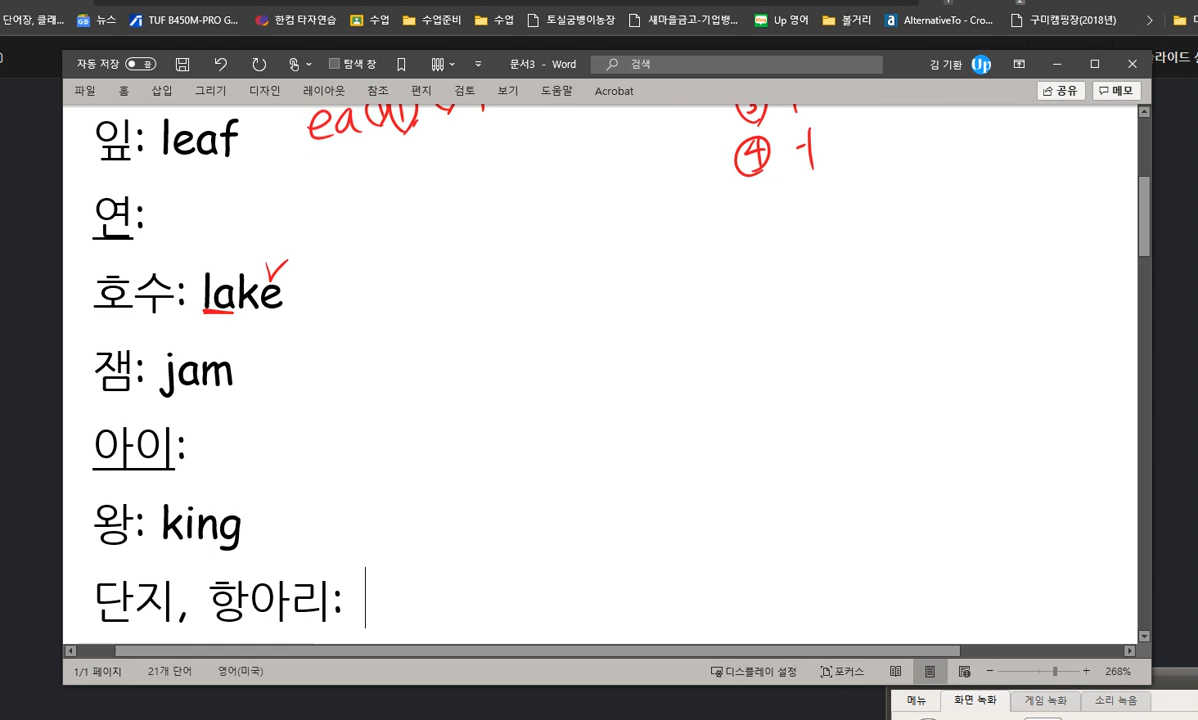 단어장, 클래... 뉴스 TUF B450M-PRO G... 한컴 타자연습 수업 수업준비 수업 토실굼벵이농장 새마을금고-기업뱅... Up 영어 볼거리 AlternativeTo - Cro... 구미캠핑장(2018년)
자동 저장 끔 탐색 창 문서3 - Word 검색 김 기환 Up
파일 홈 삽입 그리기 디자인 레이아웃 참조 편지 검토 보기 도움말 Acrobat 공유 메모
잎: leaf
ea
④ ㅓ
연:
호수: lake
잼: jam
아이:
왕: king
단지, 항아리:
1/1 페이지 21개 단어 영어(미국) 디스플레이 설정 포커스 268%
메뉴 화면 녹화 게임 녹화 소리 녹음